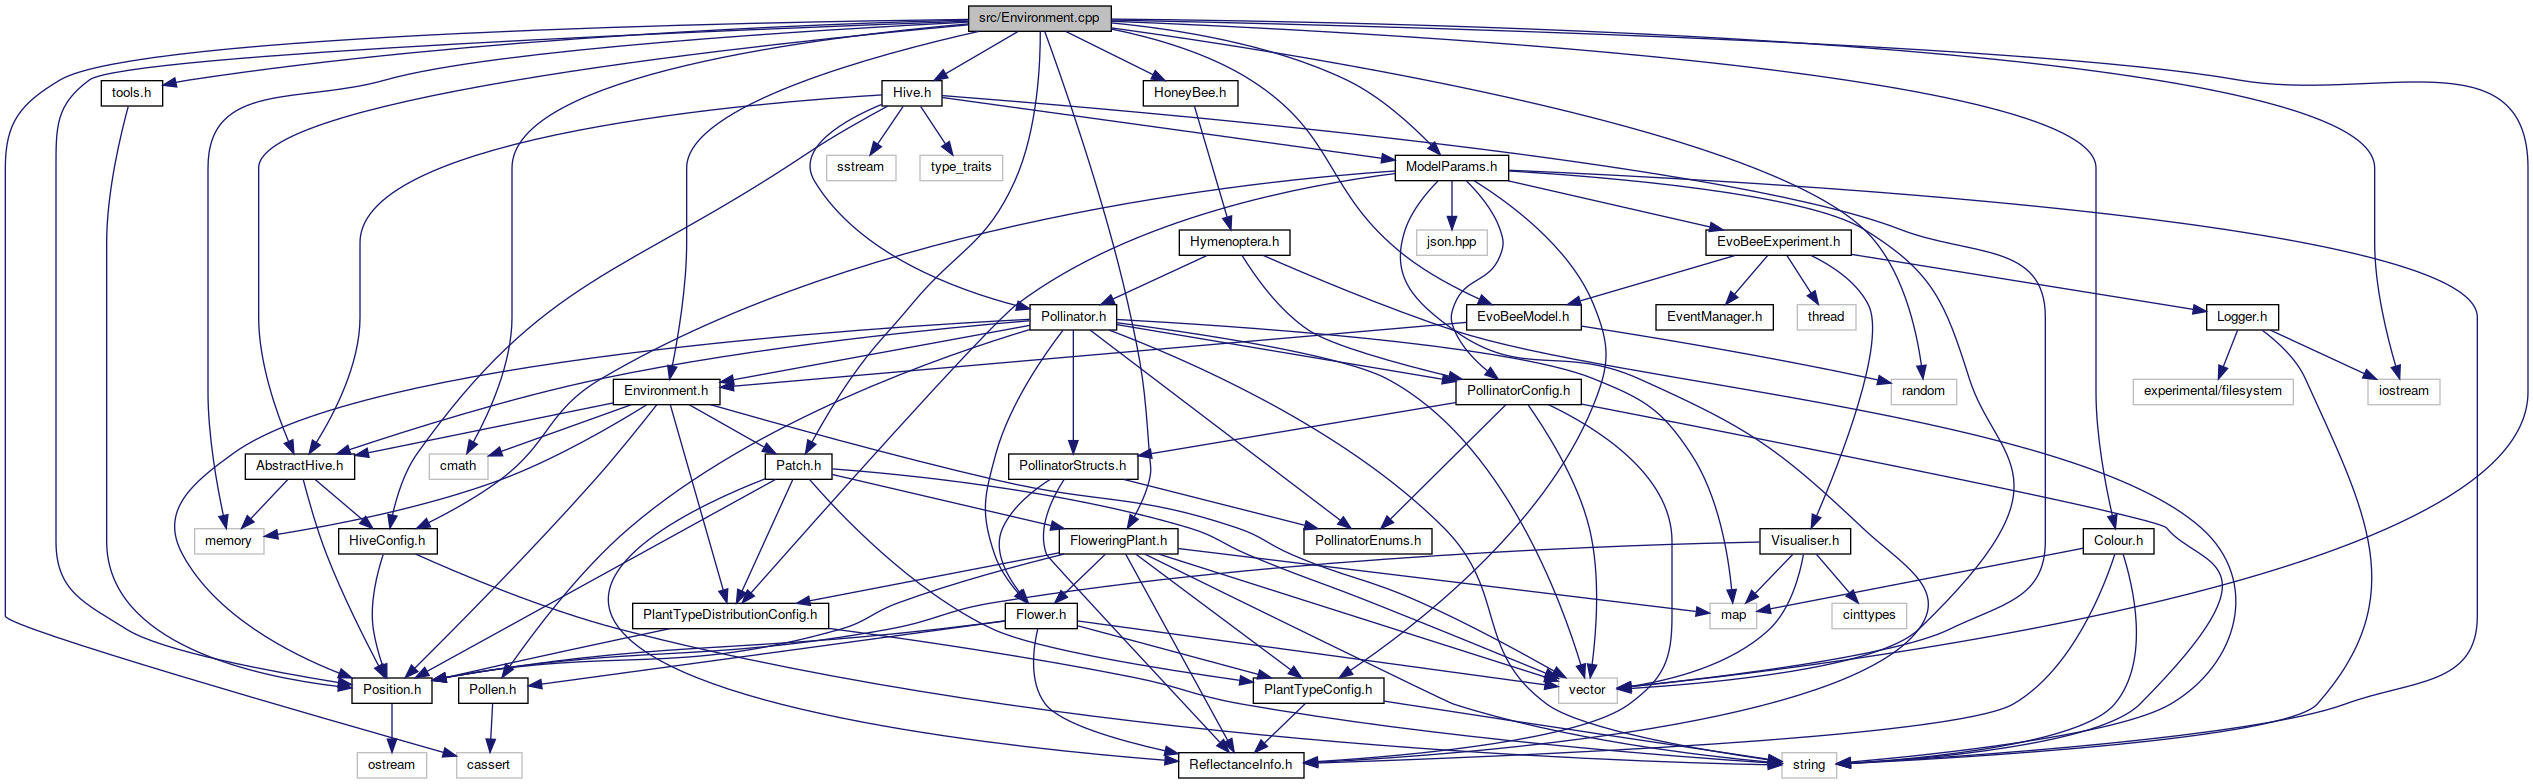 src/Environment.cpp
tools.h
Hive.h
HoneyBee.h
sstream
type_traits
ModelParams.h
Hymenoptera.h
json.hpp
EvoBeeExperiment.h
Pollinator.h
EvoBeeModel.h
EventManager.h
thread
Logger.h
Environment.h
PollinatorConfig.h
random
experimental/filesystem
iostream
AbstractHive.h
cmath
Patch.h
PollinatorStructs.h
memory
HiveConfig.h
FloweringPlant.h
PollinatorEnums.h
Visualiser.h
Colour.h
PlantTypeDistributionConfig.h
Flower.h
map
cinttypes
Position.h
Pollen.h
PlantTypeConfig.h
vector
ostream
cassert
ReflectanceInfo.h
string